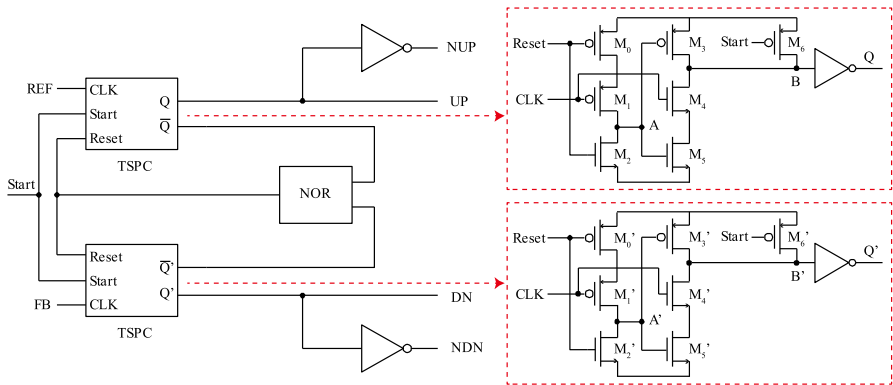 NUP
REF
CLK
Q
UP
Start
Q
Reset
TSPC
Start
NOR
Reset
Q’
Start
Q’
DN
FB
CLK
TSPC
NDN
Reset
M0
M3
Start
M6
Q
B
CLK
M1
M4
A
M2
M5
Reset
M0’
M3’
Start
M6’
Q’
B’
CLK
M1’
M4’
A’
M2’
M5’